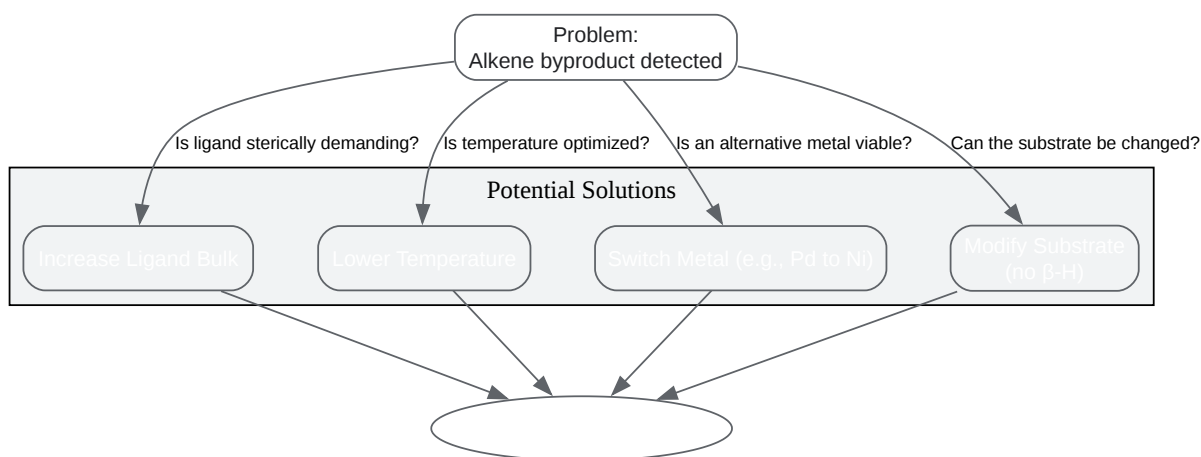 Problem:
Alkene byproduct detected
Is ligand sterically demanding?
Is temperature optimized?
Is an alternative metal viable?
Can the substrate be changed?
Potential Solutions
Increase Ligand Bulk
Lower Temperature
Switch Metal (e.g., Pd to Ni)
Modify Substrate
(no β-H)